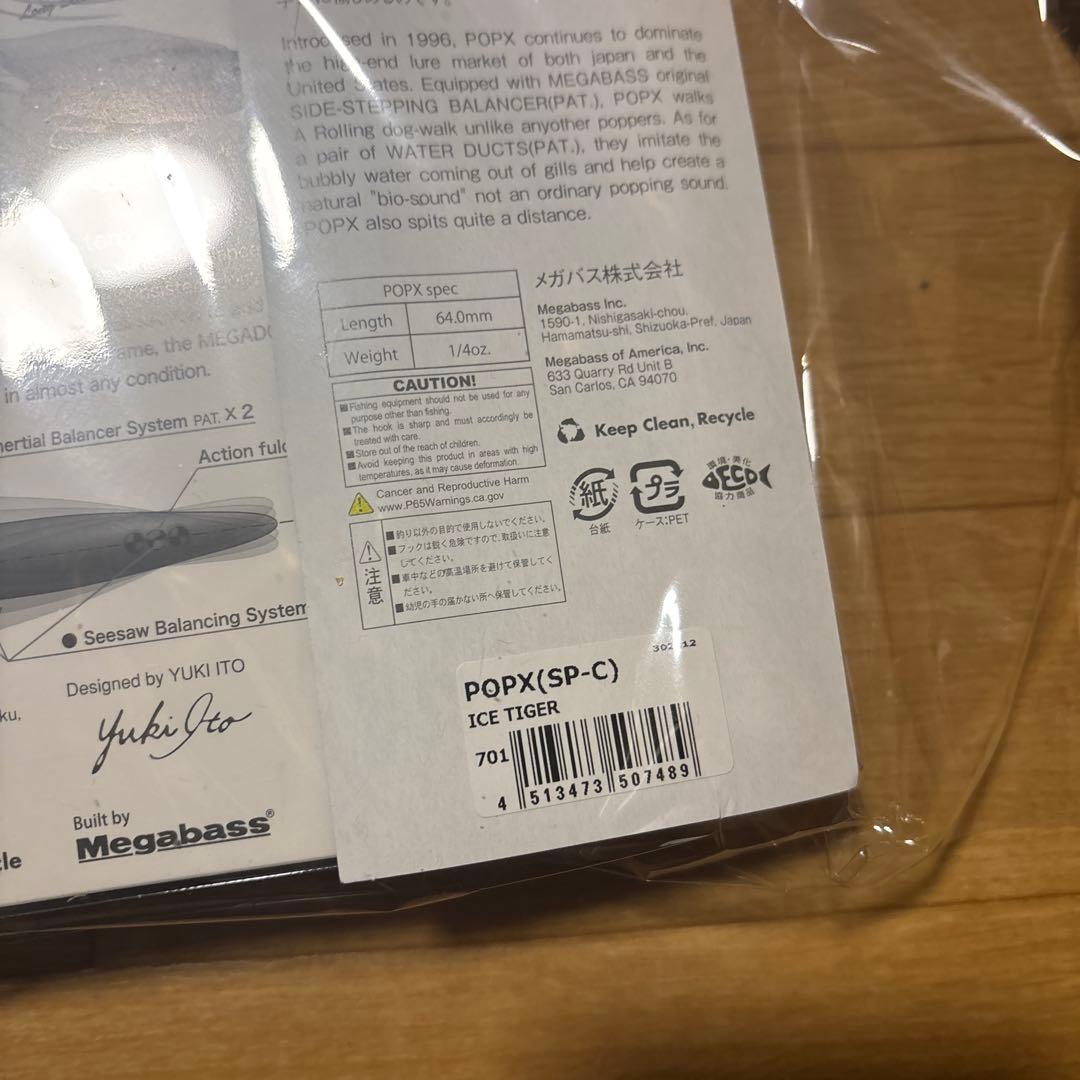 Introduced in 1996, POPX continues to dominate
the high-end lure market of both japan and the
United States. Equipped with MEGABASS original
SIDE-STEPPING BALANCER(PAT.), POPX walks
A Rolling dog-walk unlike anyother poppers. As for
a pair of WATER DUCTS(PAT.), they imitate the
bubbly water coming out of gills and help create a
natural "bio-sound" not an ordinary popping sound.
POPX also spits quite a distance.
POPX spec
Length 64.0mm
Weight 1/4oz.
CAUTION!
■Fishing equipment should not be used for any
purpose other than fishing.
■The hook is sharp and must accordingly be
treated with care.
■Store out of the reach of children.
■Avoid keeping this product in areas with high
temperatures, as it may cause deformation.
Cancer and Reproductive Harm
www.P65Warnings.ca.gov
注意
■釣り以外の目的で使用しないでください。
■フックは鋭く危険ですので、取扱いに注意
してください。
■車中などの高温場所を避けて保管してく
ださい。
■幼児の手の届かない所へ保管してください。
メガバス株式会社
Megabass Inc.
1590-1, Nishigasaki-chou,
Hamamatsu-shi, Shizuoka-Pref, Japan
Megabass of America, Inc.
633 Quarry Rd Unit B
San Carlos, CA 94070
Keep Clean, Recycle
紙
台紙
プラ
ケース:PET
環境・美化
ECO
協力商品
POPX(SP-C)
ICE TIGER
701
4 513473 507489
ame, the MEGAD
in almost any condition.
nertial Balancer System PAT. X 2
Action fulc
● Seesaw Balancing System
Designed by YUKI ITO
Yuki Ito
ku,
Built by
Megabass®
cle